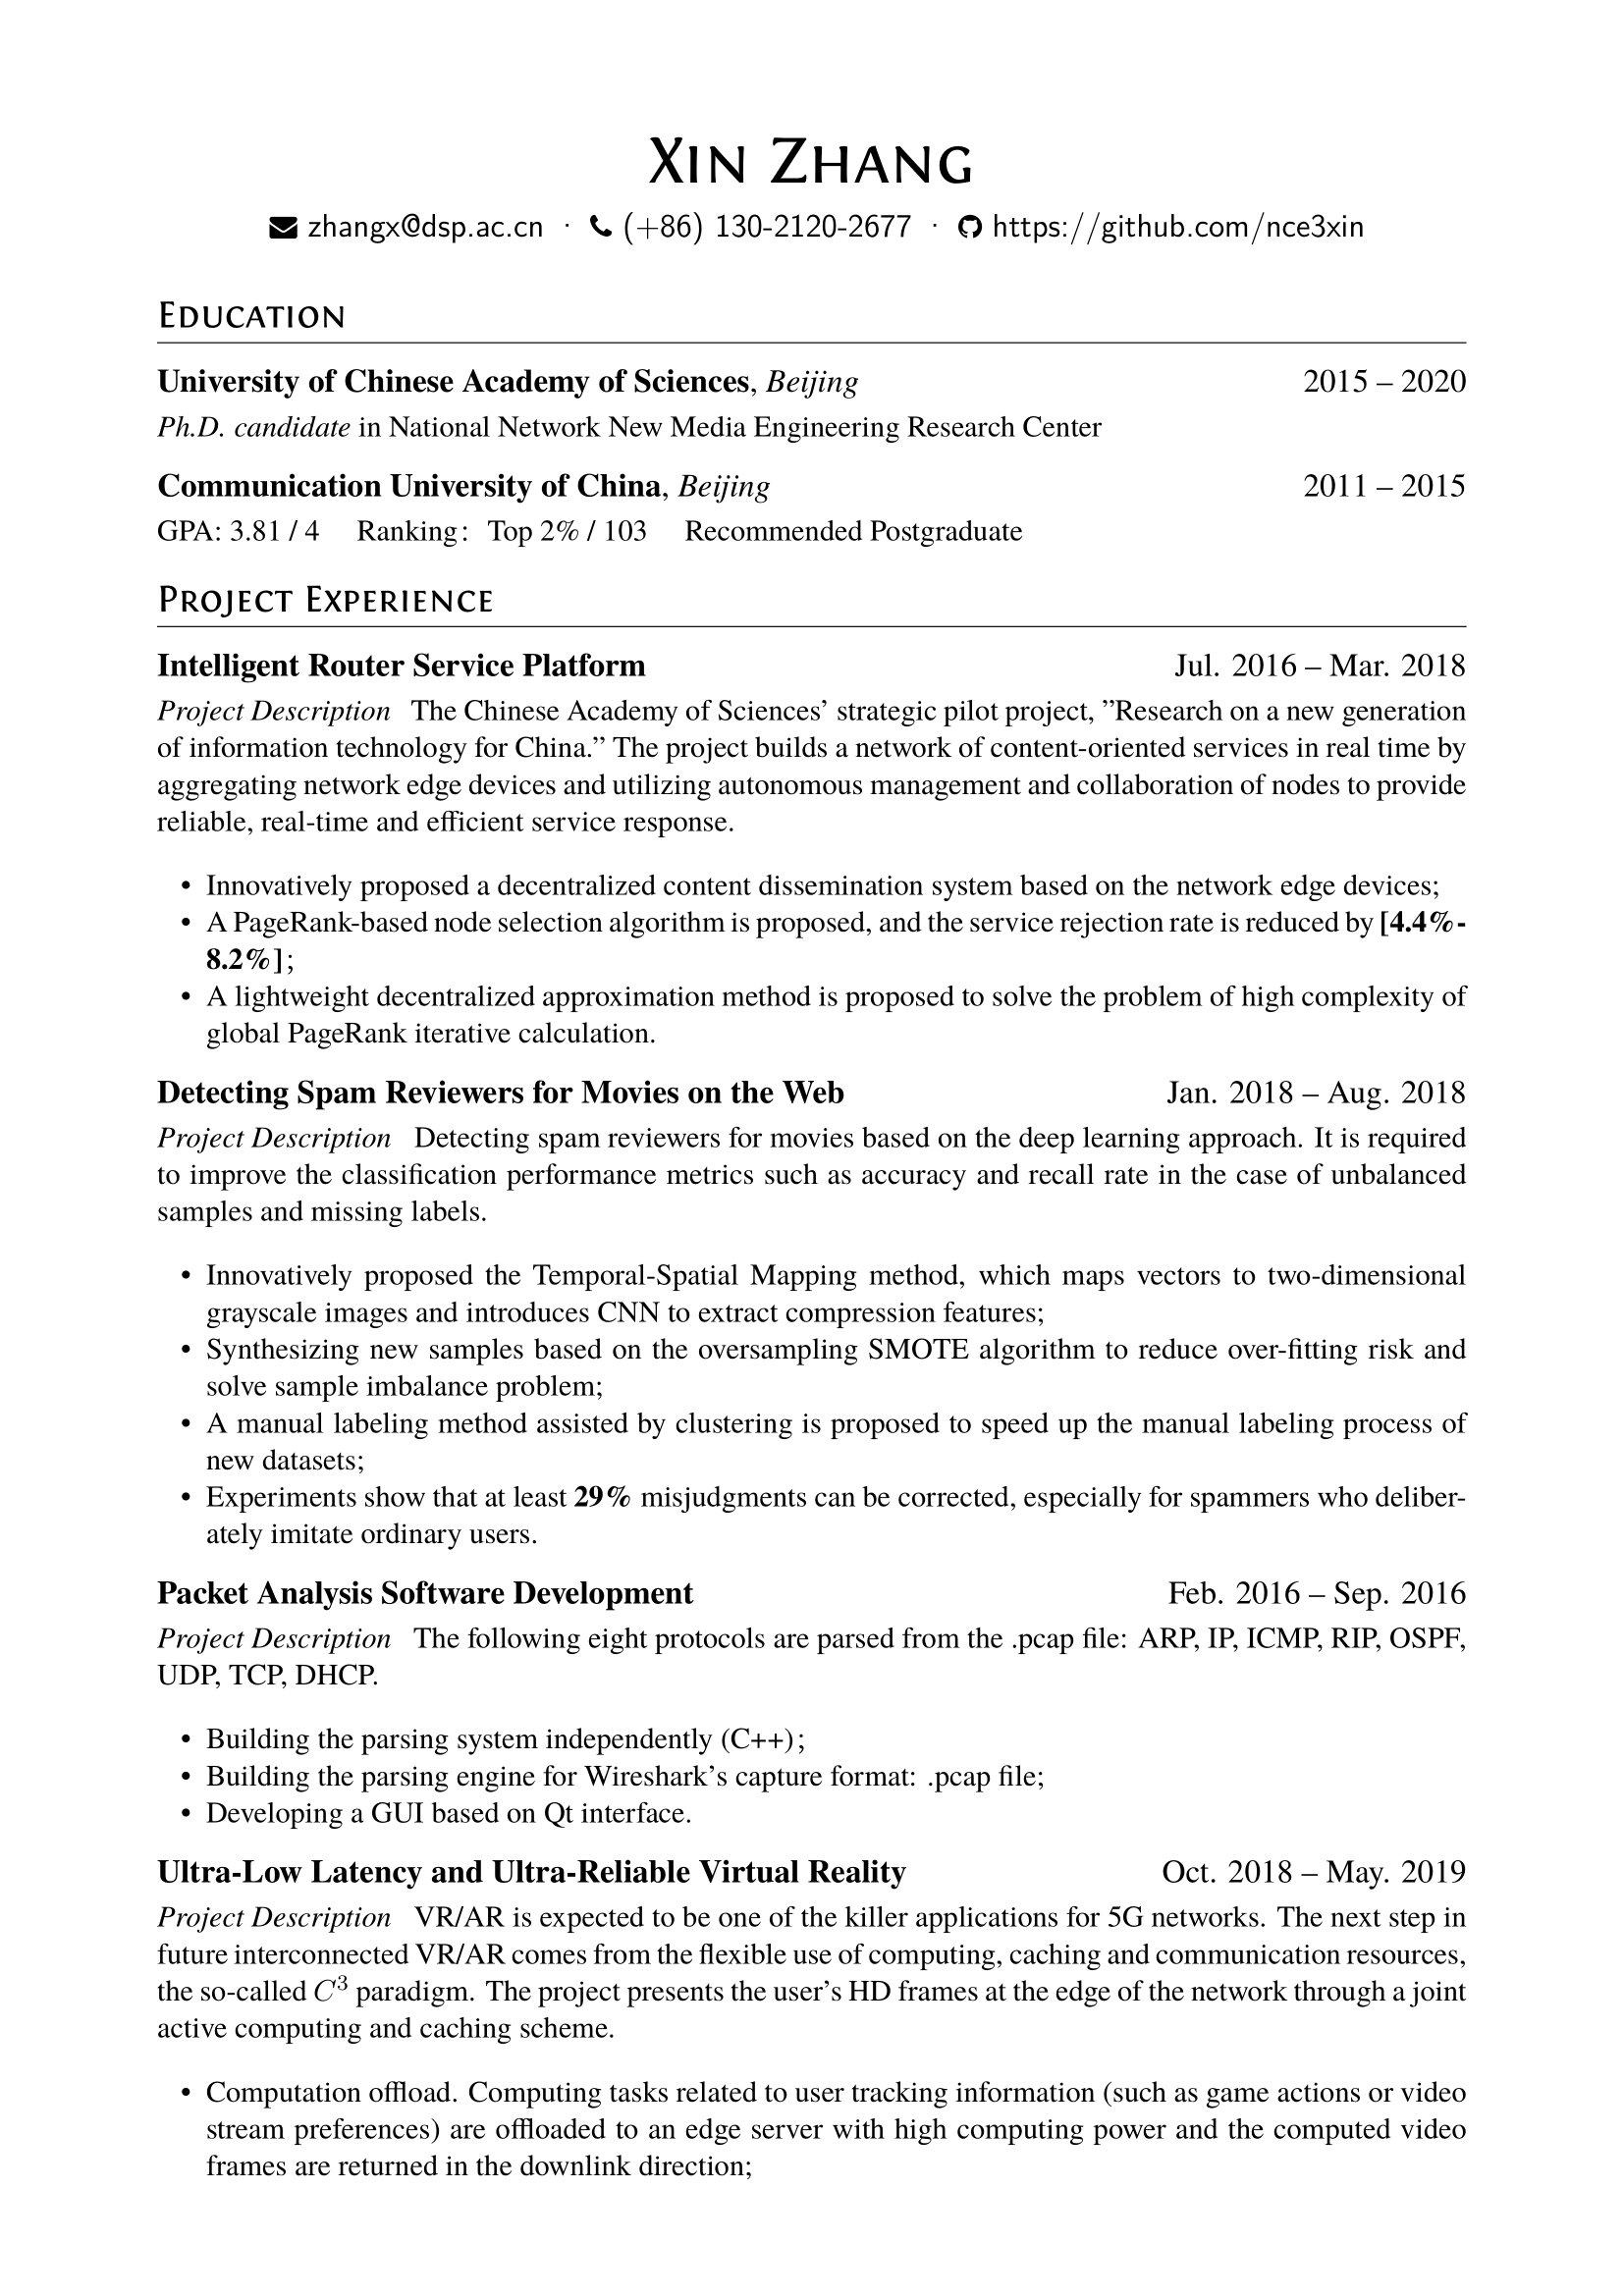 Xin Zhang
zhangx@dsp.ac.cn · (+86) 130-2120-2677 · https://github.com/nce3xin
Education
University of Chinese Academy of Sciences, Beijing 2015 – 2020
Ph.D. candidate in National Network New Media Engineering Research Center
Communication University of China, Beijing 2011 – 2015
GPA: 3.81 / 4 Ranking: Top 2% / 103 Recommended Postgraduate
Project Experience
Intelligent Router Service Platform Jul. 2016 – Mar. 2018
Project Description The Chinese Academy of Sciences’ strategic pilot project, ”Research on a new generation
of information technology for China.” The project builds a network of content-oriented services in real time by
aggregating network edge devices and utilizing autonomous management and collaboration of nodes to provide
reliable, real-time and efficient service response.
• Innovatively proposed a decentralized content dissemination system based on the network edge devices;
• A PageRank-based node selection algorithm is proposed, and the service rejection rate is reduced by [4.4%-
8.2%];
• A lightweight decentralized approximation method is proposed to solve the problem of high complexity of
global PageRank iterative calculation.
Detecting Spam Reviewers for Movies on the Web Jan. 2018 – Aug. 2018
Project Description Detecting spam reviewers for movies based on the deep learning approach. It is required
to improve the classification performance metrics such as accuracy and recall rate in the case of unbalanced
samples and missing labels.
• Innovatively proposed the Temporal-Spatial Mapping method, which maps vectors to two-dimensional
grayscale images and introduces CNN to extract compression features;
• Synthesizing new samples based on the oversampling SMOTE algorithm to reduce over-fitting risk and
solve sample imbalance problem;
• A manual labeling method assisted by clustering is proposed to speed up the manual labeling process of
new datasets;
• Experiments show that at least 29% misjudgments can be corrected, especially for spammers who deliber-
ately imitate ordinary users.
Packet Analysis Software Development Feb. 2016 – Sep. 2016
Project Description The following eight protocols are parsed from the .pcap file: ARP, IP, ICMP, RIP, OSPF,
UDP, TCP, DHCP.
• Building the parsing system independently (C++);
• Building the parsing engine for Wireshark’s capture format: .pcap file;
• Developing a GUI based on Qt interface.
Ultra-Low Latency and Ultra-Reliable Virtual Reality Oct. 2018 – May. 2019
Project Description VR/AR is expected to be one of the killer applications for 5G networks. The next step in
future interconnected VR/AR comes from the flexible use of computing, caching and communication resources,
the so-called C³ paradigm. The project presents the user’s HD frames at the edge of the network through a joint
active computing and caching scheme.
• Computation offload. Computing tasks related to user tracking information (such as game actions or video
stream preferences) are offloaded to an edge server with high computing power and the computed video
frames are returned in the downlink direction;